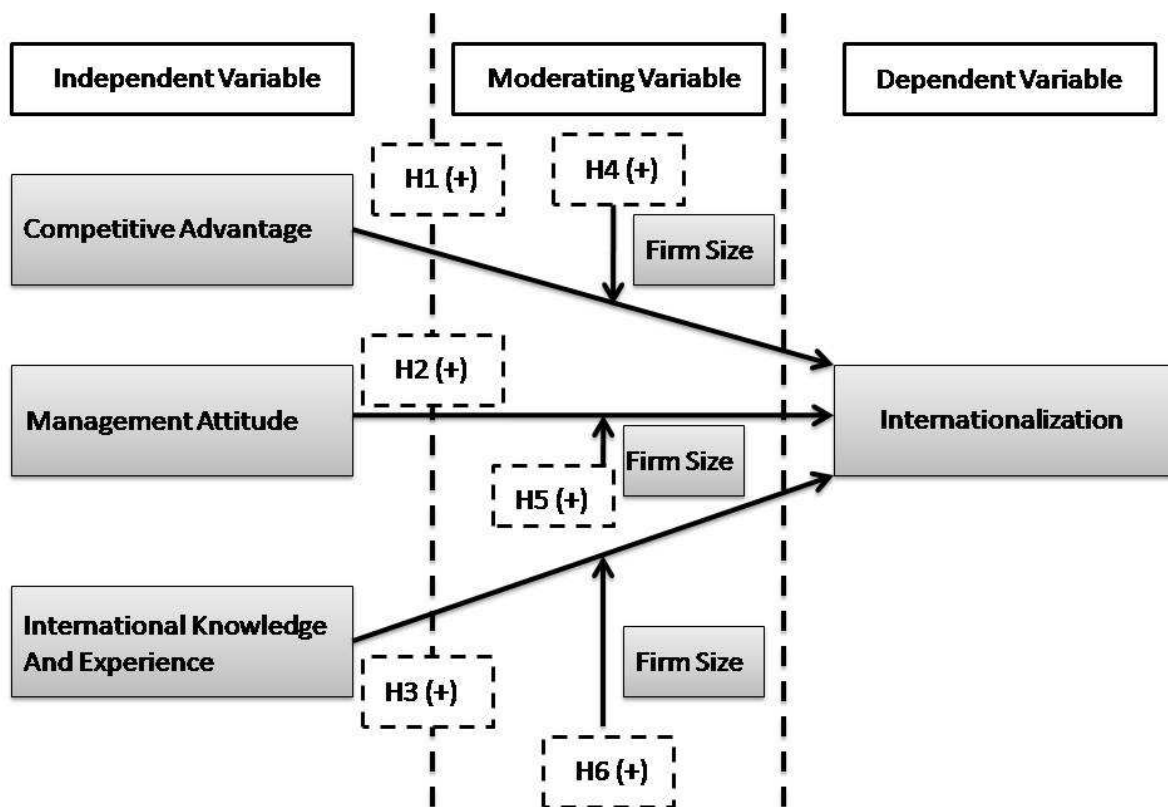 Independent Variable
Moderating Variable
Dependent Variable
H1 (+)
H4 (+)
Competitive Advantage
Firm Size
H2 (+)
Management Attitude
Internationalization
Firm Size
H5 (+)
International Knowledge
And Experience
Firm Size
H3 (+)
H6 (+)